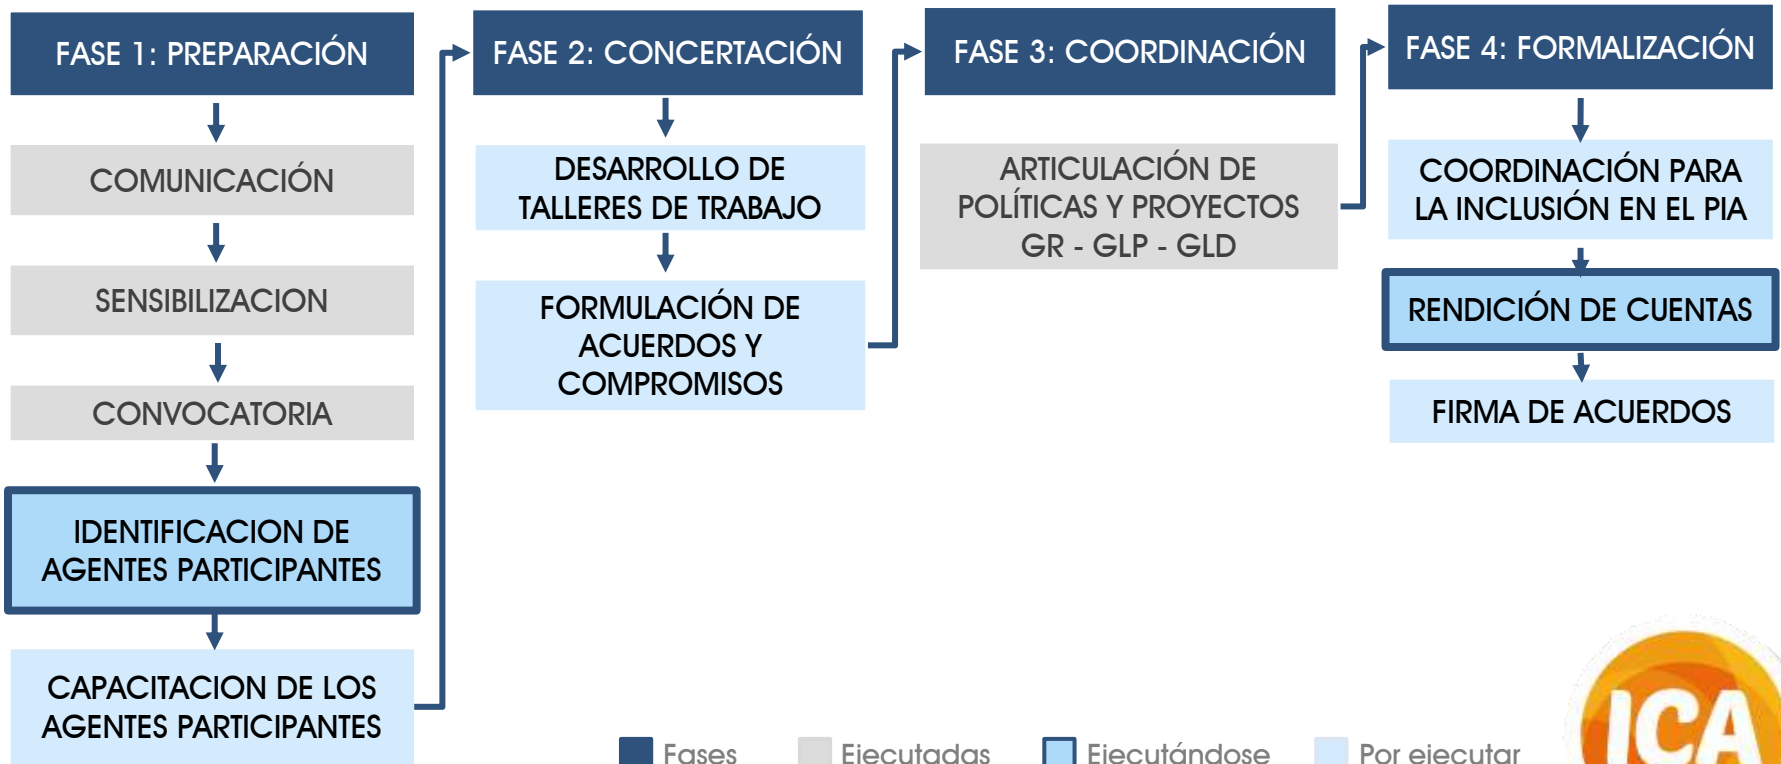 FASE 1: PREPARACIÓN
COMUNICACIÓN
SENSIBILIZACION
CONVOCATORIA
IDENTIFICACION DE
AGENTES PARTICIPANTES
CAPACITACION DE LOS
AGENTES PARTICIPANTES
FASE 2: CONCERTACIÓN
DESARROLLO DE
TALLERES DE TRABAJO
FORMULACIÓN DE
ACUERDOS Y
COMPROMISOS
FASE 3: COORDINACIÓN
ARTICULACIÓN DE
POLÍTICAS Y PROYECTOS
GR - GLP - GLD
FASE 4: FORMALIZACIÓN
COORDINACIÓN PARA
LA INCLUSIÓN EN EL PIA
RENDICIÓN DE CUENTAS
FIRMA DE ACUERDOS
Fases
Ejecutadas
Ejecutándose
Por ejecutar
ICA